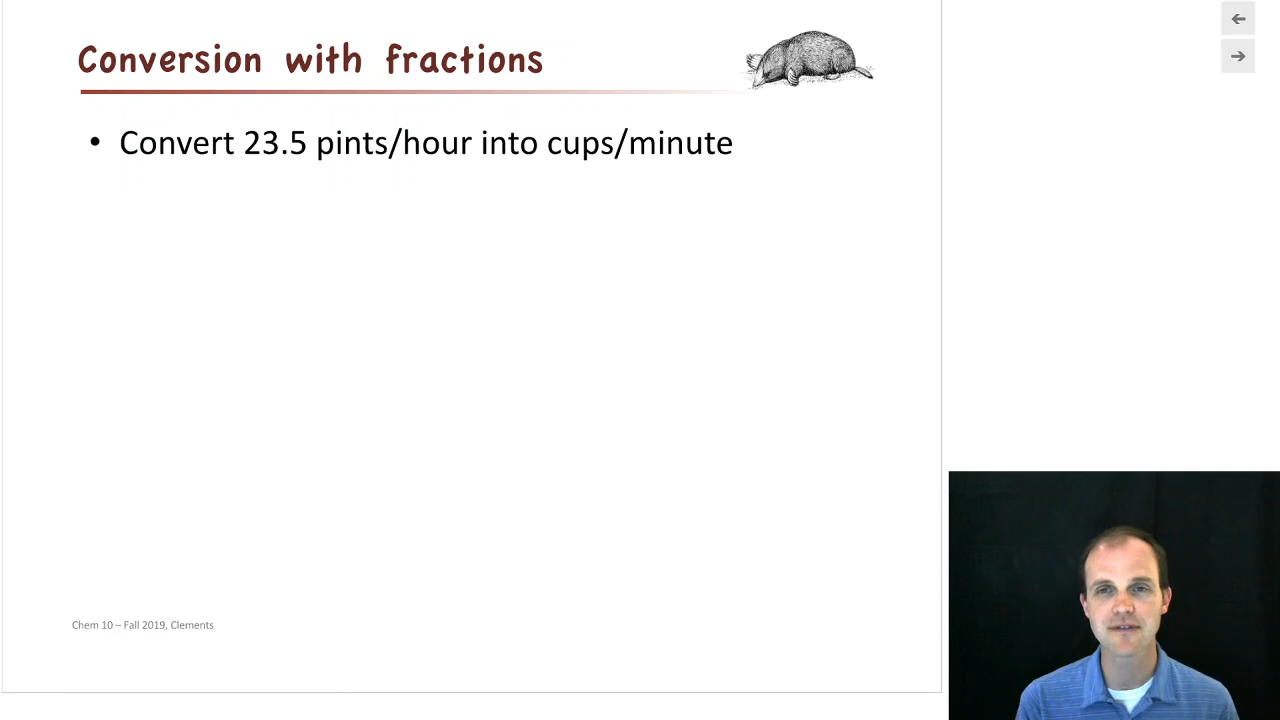 Conversion with fractions
• Convert 23.5 pints/hour into cups/minute
Chem 10 – Fall 2019, Clements